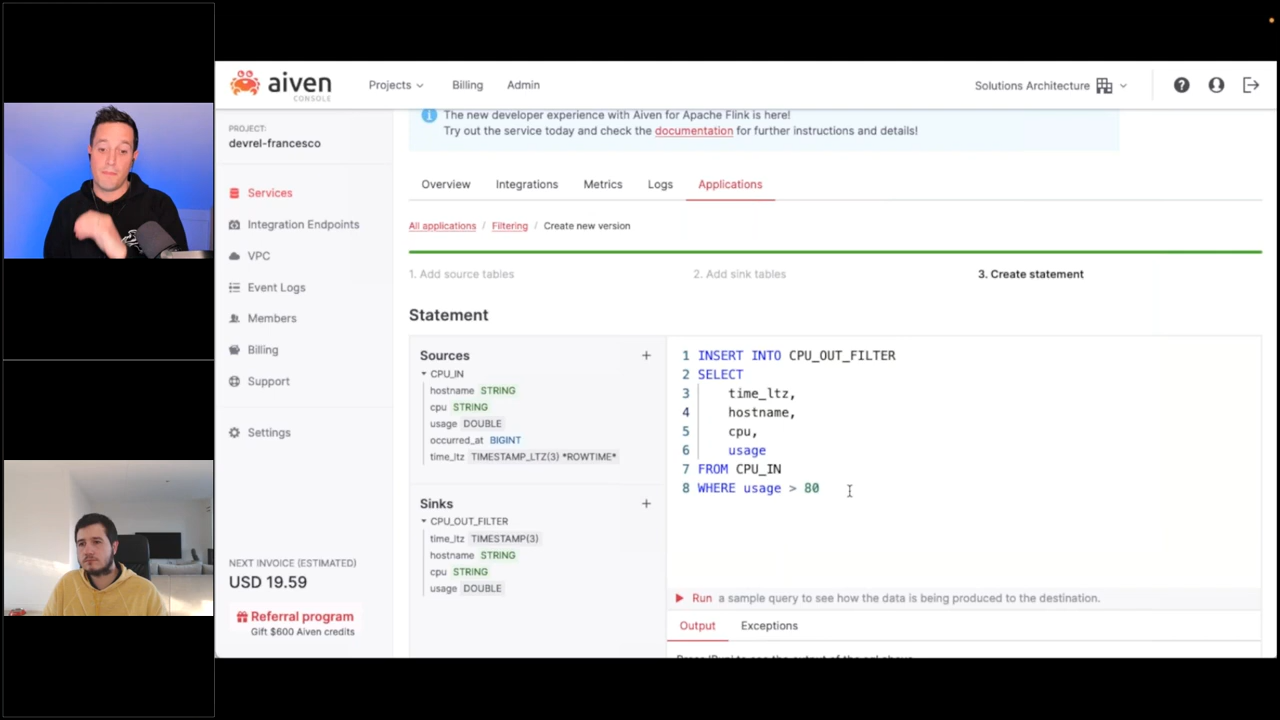 aiven
CONSOLE
Projects
Billing
Admin
Solutions Architecture
PROJECT:
devrel-francesco
Services
Integration Endpoints
VPC
Event Logs
Members
Billing
Support
Settings
NEXT INVOICE (ESTIMATED)
USD 19.59
Referral program
Gift $600 Aiven credits
The new developer experience with Aiven for Apache Flink is here!
Try out the service today and check the documentation for further instructions and details!
Overview
Integrations
Metrics
Logs
Applications
All applications / Filtering / Create new version
1. Add source tables
2. Add sink tables
3. Create statement
Statement
Sources +
CPU_IN
hostname STRING
cpu STRING
usage DOUBLE
occurred_at BIGINT
time_ltz TIMESTAMP_LTZ(3) *ROWTIME*
Sinks +
CPU_OUT_FILTER
time_ltz TIMESTAMP(3)
hostname STRING
cpu STRING
usage DOUBLE
1 INSERT INTO CPU_OUT_FILTER
2 SELECT
3 time_ltz,
4 hostname,
5 cpu,
6 usage
7 FROM CPU_IN
8 WHERE usage > 80
Run a sample query to see how the data is being produced to the destination.
Output
Exceptions